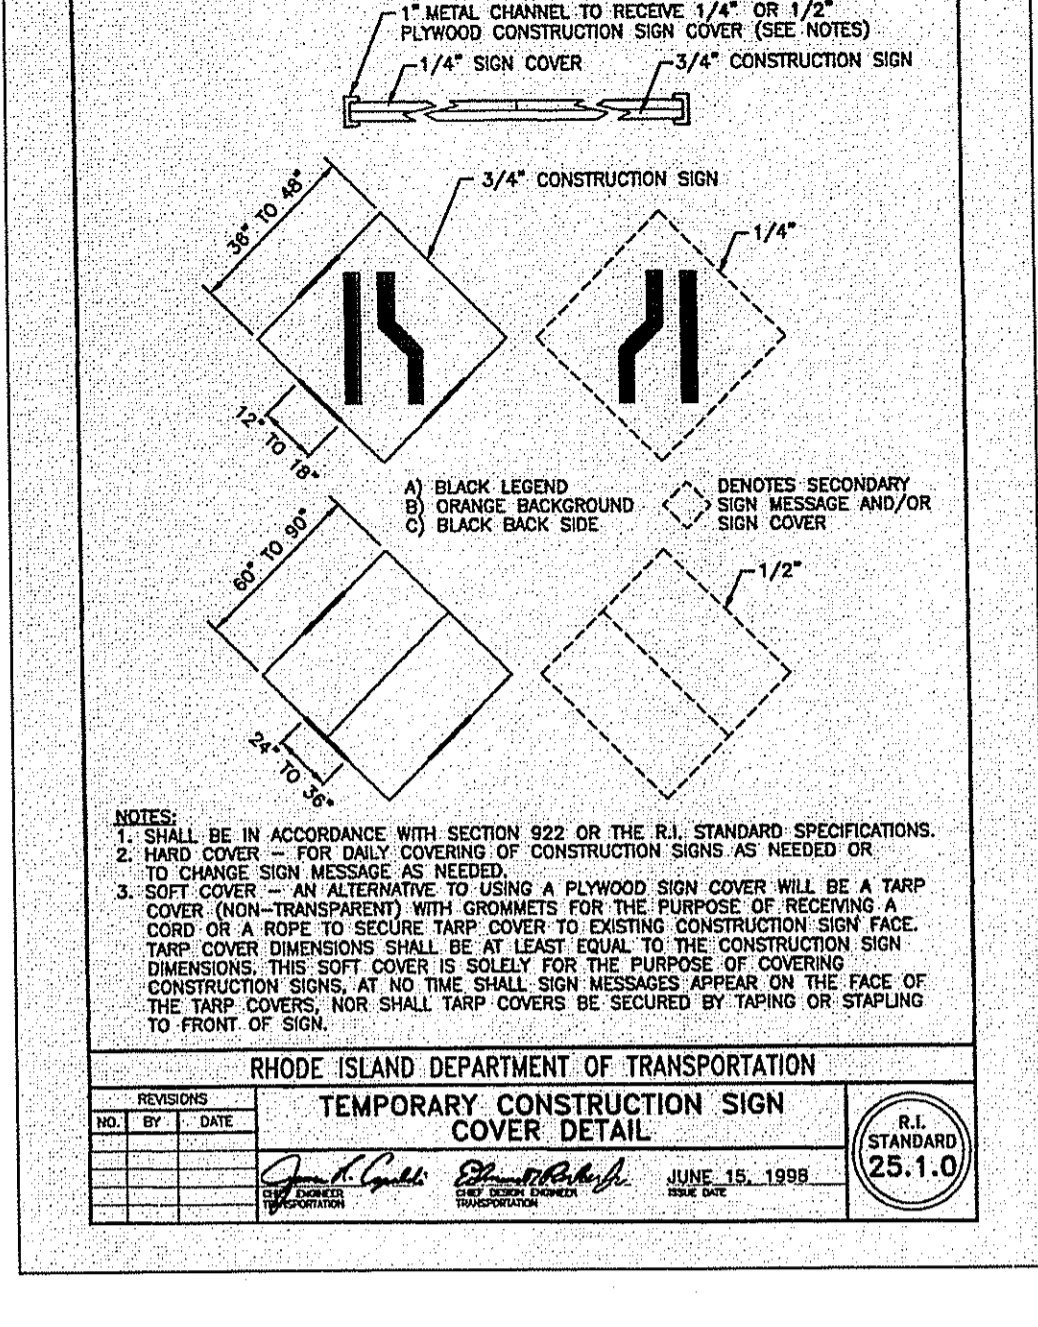 1" METAL CHANNEL TO RECEIVE 1/4" OR 1/2"
PLYWOOD CONSTRUCTION SIGN COVER (SEE NOTES)
1/4" SIGN COVER
3/4" CONSTRUCTION SIGN
3/4" CONSTRUCTION SIGN
36" TO 48"
1/4"
12" TO 18"
A) BLACK LEGEND
B) ORANGE BACKGROUND
C) BLACK BACK SIDE
DENOTES SECONDARY
SIGN MESSAGE AND/OR
SIGN COVER
60" TO 90"
1/2"
24" TO 36"
NOTES:
1. SHALL BE IN ACCORDANCE WITH SECTION 922 OR THE R.I. STANDARD SPECIFICATIONS.
2. HARD COVER – FOR DAILY COVERING OF CONSTRUCTION SIGNS AS NEEDED OR
TO CHANGE SIGN MESSAGE AS NEEDED.
3. SOFT COVER – AN ALTERNATIVE TO USING A PLYWOOD SIGN COVER WILL BE A TARP
COVER (NON-TRANSPARENT) WITH GROMMETS FOR THE PURPOSE OF RECEIVING A
CORD OR A ROPE TO SECURE TARP COVER TO EXISTING CONSTRUCTION SIGN FACE.
TARP COVER DIMENSIONS SHALL BE AT LEAST EQUAL TO THE CONSTRUCTION SIGN
DIMENSIONS. THIS SOFT COVER IS SOLELY FOR THE PURPOSE OF COVERING
CONSTRUCTION SIGNS. AT NO TIME SHALL SIGN MESSAGES APPEAR ON THE FACE OF
THE TARP COVERS, NOR SHALL TARP COVERS BE SECURED BY TAPING OR STAPLING
TO FRONT OF SIGN.
RHODE ISLAND DEPARTMENT OF TRANSPORTATION
REVISIONS
NO. BY DATE
TEMPORARY CONSTRUCTION SIGN
COVER DETAIL
CHIEF ENGINEER
TRANSPORTATION
CHIEF DESIGN ENGINEER
TRANSPORTATION
JUNE 15, 1998
ISSUE DATE
R.I.
STANDARD
25.1.0